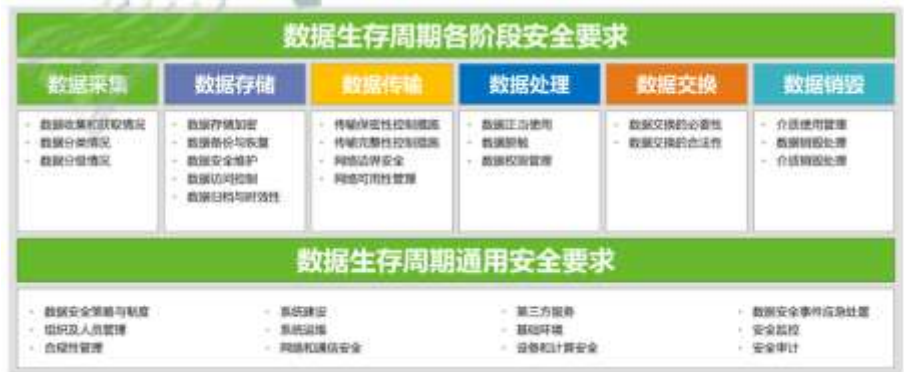 数据生存周期各阶段安全要求
数据采集
数据存储
数据传输
数据处理
数据交换
数据销毁
数据收集和获取情况
数据分类情况
数据分级情况
数据存储加密
数据备份与恢复
数据安全维护
数据访问控制
数据归档与时效性
传输保密性控制措施
传输完整性控制措施
网络边界安全
网络可用性管理
数据正当使用
数据脱敏
数据权限管理
数据交换的必要性
数据交换的合法性
介质使用管理
数据销毁处理
介质销毁处理
数据生存周期通用安全要求
数据安全策略与制度
组织及人员管理
合规性管理
系统建设
系统运维
网络和通信安全
第三方服务
基础环境
设备和计算安全
数据安全事件应急处置
安全监控
安全审计